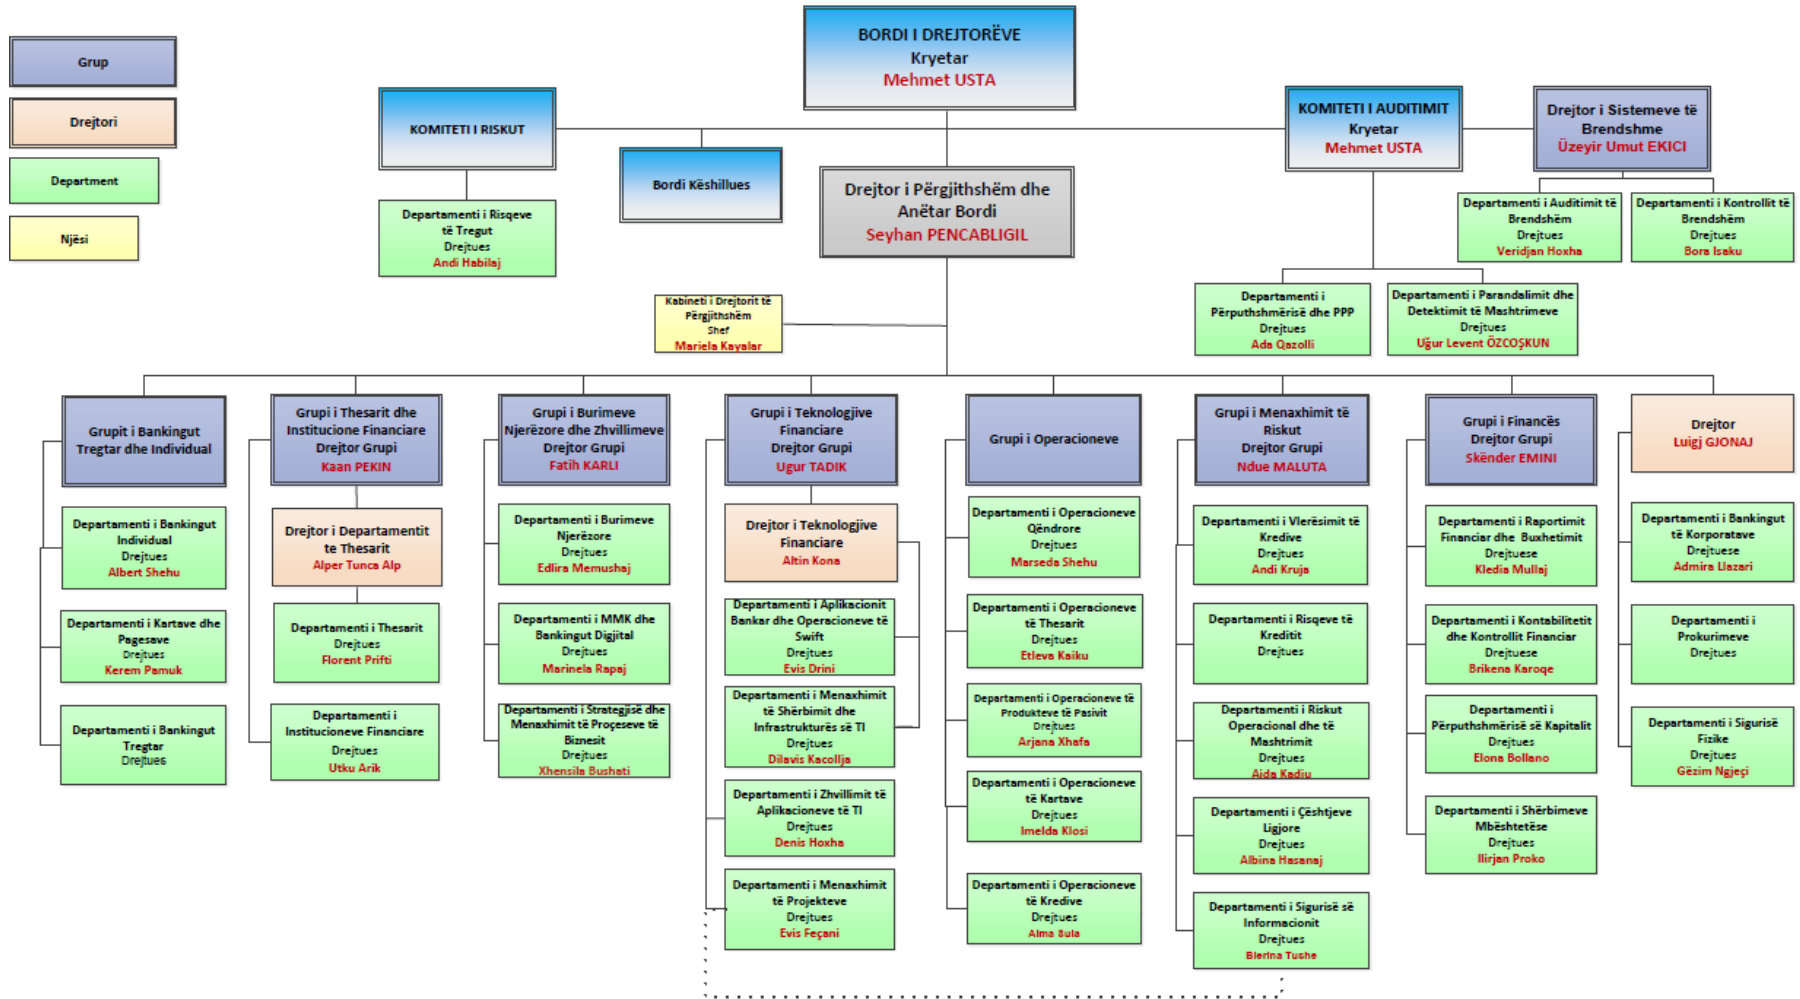 Grup
Drejtori
Department
Njësi
BORDI I DREJTORËVE
Kryetar
Mehmet USTA
KOMITETI I RISKUT
Bordi Këshillues
KOMITETI I AUDITIMIT
Kryetar
Mehmet USTA
Drejtor i Sistemeve të
Brendshme
Üzeyir Umut EKICI
Drejtor i Përgjithshëm dhe
Anëtar Bordi
Seyhan PENCABLIGIL
Departamenti i Risqeve
të Tregut
Drejtues
Andi Habilaj
Departamenti i Auditimit të
Brendshëm
Drejtues
Veridjan Hoxha
Departamenti i Kontrollit të
Brendshëm
Drejtues
Bora Isaku
Departamenti i
Përputhshmërisë dhe PPP
Drejtues
Ada Qazolli
Departamenti i Parandalimit dhe
Detektimit të Mashtrimeve
Drejtues
Uğur Levent ÖZCOŞKUN
Kabineti i Drejtorit të
Përgjithshëm
Shef
Mariela Kayalar
Grupit i Bankingut
Tregtar dhe Individual
Departamenti i Bankingut
Individual
Drejtues
Albert Shehu
Departamenti i Kartave dhe
Pagesave
Drejtues
Kerem Pamuk
Departamenti i Bankingut
Tregtar
Drejtues
Grupi i Thesarit dhe
Institucione Financiare
Drejtor Grupi
Kaan PEKIN
Drejtor i Departamentit
te Thesarit
Alper Tunca Alp
Departamenti i Thesarit
Drejtues
Florent Prifti
Departamenti i
Institucioneve Financiare
Drejtues
Utku Arik
Grupi i Burimeve
Njerëzore dhe Zhvillimeve
Drejtor Grupi
Fatih KARLI
Departamenti i Burimeve
Njerëzore
Drejtues
Edlira Memushaj
Departamenti i MMK dhe
Bankingut Digjital
Drejtues
Marinela Rapaj
Departamenti i Strategjisë dhe
Menaxhimit të Proçeseve të
Biznesit
Drejtues
Xhensila Bushati
Grupi i Teknologjive
Financiare
Drejtor Grupi
Ugur TADIK
Drejtor i Teknologjive
Financiare
Altin Kona
Departamenti i Aplikacionit
Bankar dhe Operacioneve të
Swift
Drejtues
Evis Drini
Departamenti i Menaxhimit
të Shërbimit dhe
Infrastrukturës së TI
Drejtues
Dilavis Kacollja
Departamenti i Zhvillimit të
Aplikacioneve të TI
Drejtues
Denis Hoxha
Departamenti i Menaxhimit
të Projekteve
Drejtues
Evis Feçani
Grupi i Operacioneve
Departamenti i Operacioneve
Qëndrore
Drejtues
Marseda Shehu
Departamenti i Operacioneve
të Thesarit
Drejtues
Etleva Kaiku
Departamenti i Operacioneve të
Produkteve të Pasivit
Drejtues
Arjana Xhafa
Departamenti i Operacioneve
të Kartave
Drejtues
Imelda Klosi
Departamenti i Operacioneve
të Kredive
Drejtues
Alma Sula
Grupi i Menaxhimit të
Riskut
Drejtor Grupi
Ndue MALUTA
Departamenti i Vlerësimit të
Kredive
Drejtues
Andi Kruja
Departamenti i Risqeve të
Kreditit
Drejtues
Departamenti i Riskut
Operacional dhe të
Mashtrimit
Drejtues
Aida Kadiu
Departamenti i Çështjeve
Ligjore
Drejtues
Albina Hasanaj
Departamenti i Sigurisë së
Informacionit
Drejtues
Blerina Tushe
Grupi i Financës
Drejtor Grupi
Skënder EMINI
Departamenti i Raportimit
Financiar dhe Buxhetimit
Drejtuese
Kledia Mullaj
Departamenti i Kontabilitetit
dhe Kontrollit Financiar
Drejtuese
Brikena Karoqe
Departamenti i
Përputhshmërisë së Kapitalit
Drejtues
Elona Bollano
Departamenti i Shërbimeve
Mbështetëse
Drejtues
Ilirjan Proko
Drejtor
Luigj GJONAJ
Departamenti i Bankingut
të Korporatave
Drejtuese
Admira Llazari
Departamenti i
Prokurimeve
Drejtues
Departamenti i Sigurisë
Fizike
Drejtues
Gëzim Ngjeçi